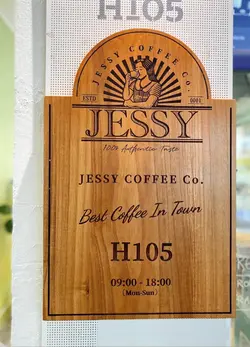 H105
JESSY COFFEE Co.
ESTD
JESSY
100% Authentic Taste
JESSY COFFEE Co.
Best Coffee In Town
H105
09:00 - 18:00
(Mon-Sun)